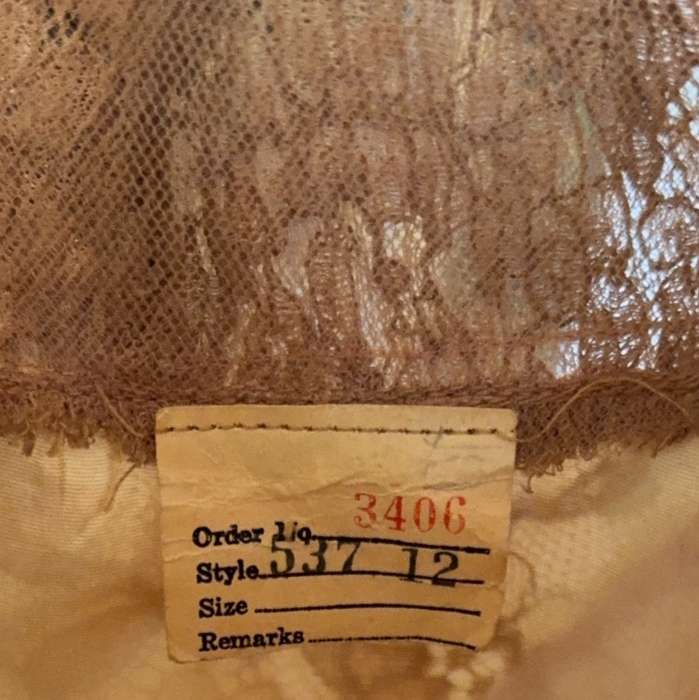 Order No. 3406
Style 537 12
Size
Remarks